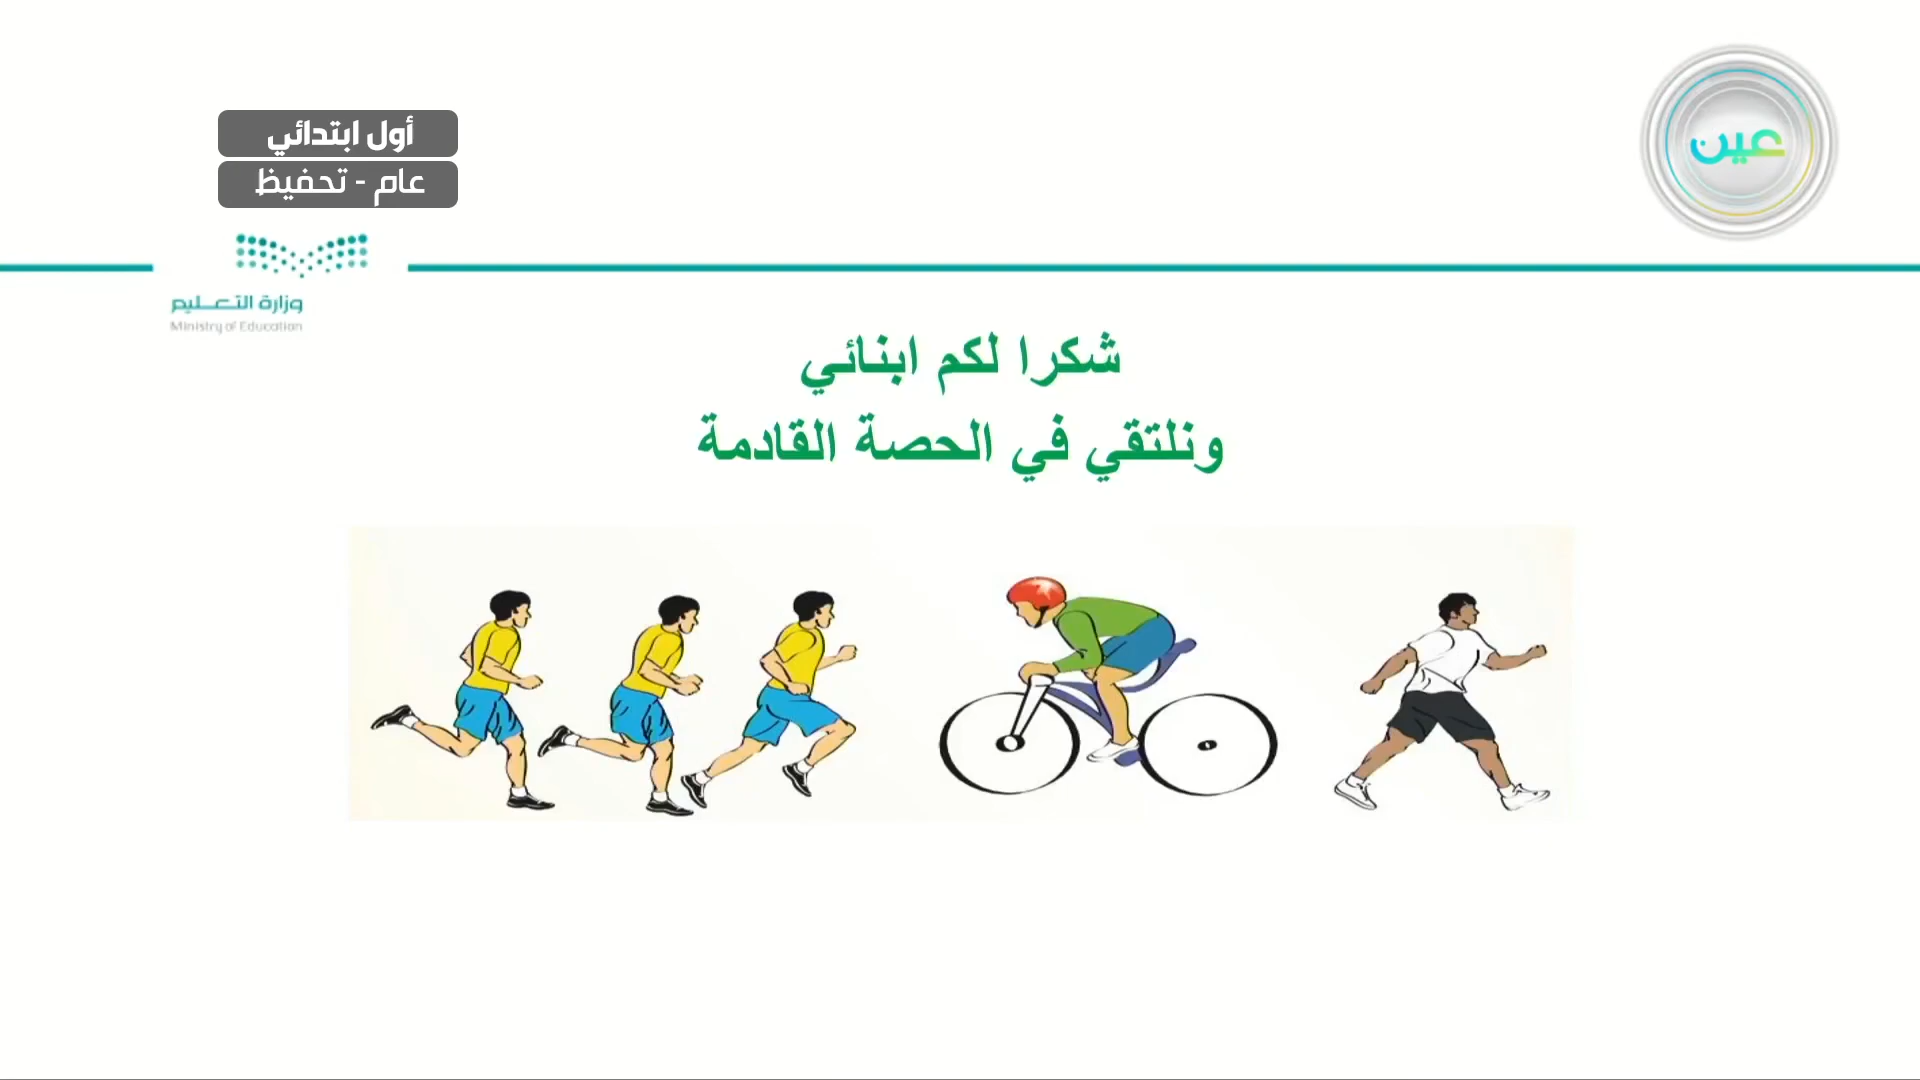 عين
أول ابتدائي
عام - تحفيظ
وزارة التعليم
Ministry of Education
شكرا لكم ابنائي
ونلتقي في الحصة القادمة